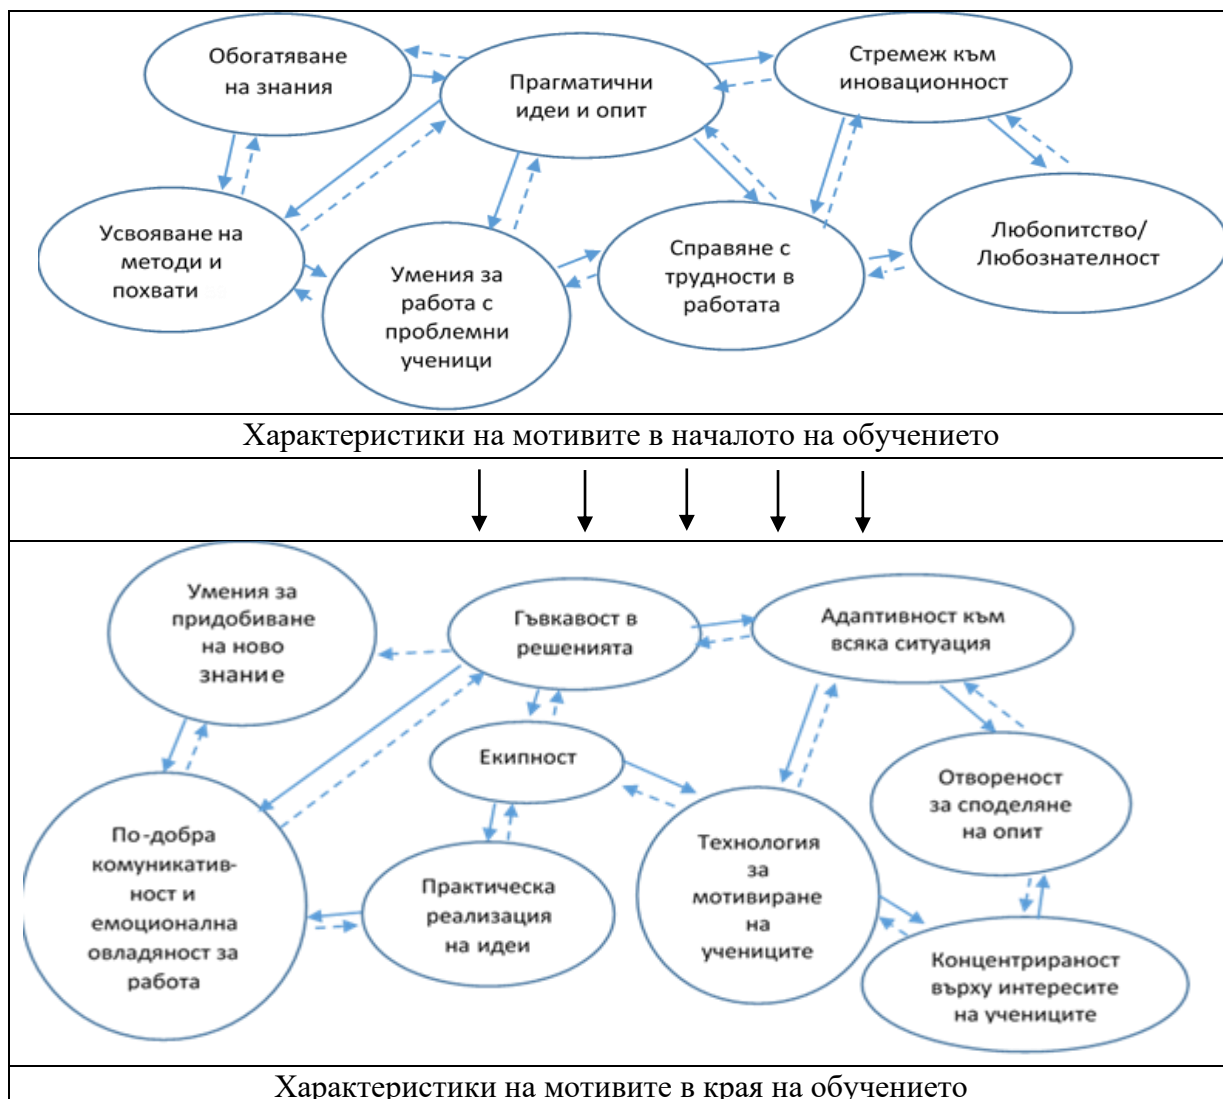 Обогатяване
на знания
Прагматични
идеи и опит
Стремеж към
иновационност
Усвояване на
методи и
похвати
Умения за
работа с
проблемни
ученици
Справяне с
трудности в
работата
Любопитство/
Любознателност
Характеристики на мотивите в началото на обучението
Умения за
придобиване
на ново
знание
Гъвкавост в
решенията
Адаптивност към
всяка ситуация
Екипност
Отвореност
за споделяне
на опит
По-добра
комуникатив-
ност и
емоционална
овладяност за
работа
Практическа
реализация
на идеи
Технология
за
мотивиране
на
учениците
Концентрираност
върху интересите
на учениците
Характеристики на мотивите в края на обучението